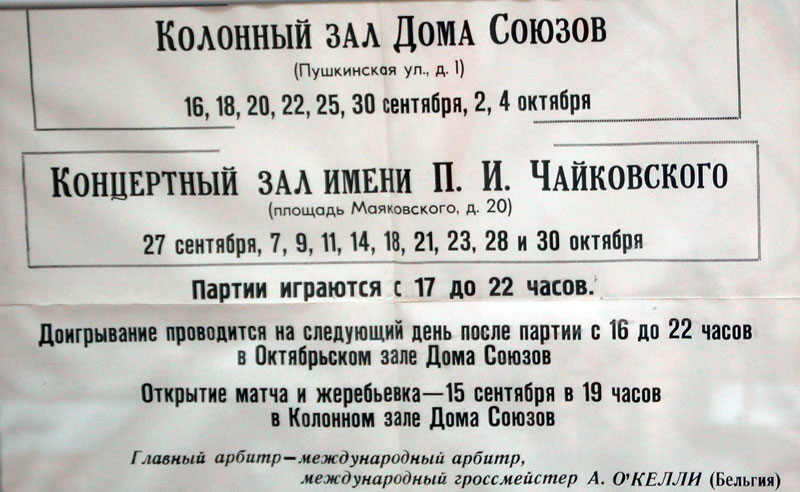 Колонный зал Дома Союзов
(Пушкинская ул., д. 1)
16, 18, 20, 22, 25, 30 сентября, 2, 4 октября
Концертный зал имени П. И. Чайковского
(площадь Маяковского, д. 20)
27 сентября, 7, 9, 11, 14, 18, 21, 23, 28 и 30 октября
Партии играются с 17 до 22 часов.
Доигрывание проводится на следующий день после партии с 16 до 22 часов
в Октябрьском зале Дома Союзов
Открытие матча и жеребьевка—15 сентября в 19 часов
в Колонном зале Дома Союзов
Главный арбитр—международный арбитр,
международный гроссмейстер А. О'КЕЛЛИ (Бельгия)